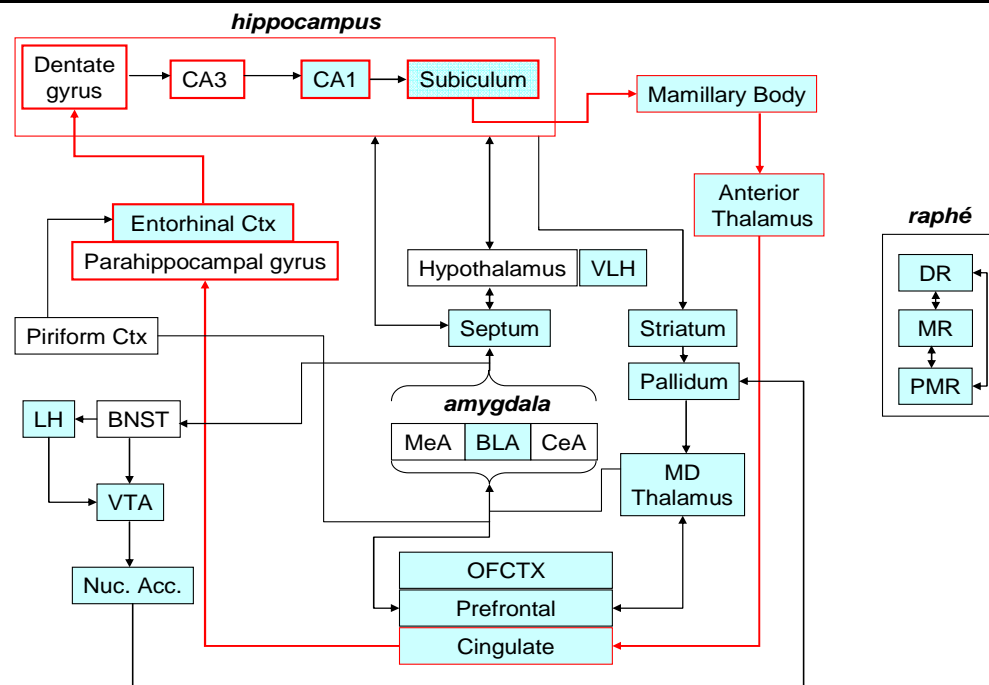 hippocampus
Dentate
gyrus
CA3
CA1
Subiculum
Mamillary Body
Anterior
Thalamus
raphé
Entorhinal Ctx
Parahippocampal gyrus
Hypothalamus
VLH
DR
Piriform Ctx
Septum
Striatum
MR
Pallidum
PMR
amygdala
LH
BNST
MeA
BLA
CeA
MD
Thalamus
VTA
OFCTX
Nuc. Acc.
Prefrontal
Cingulate